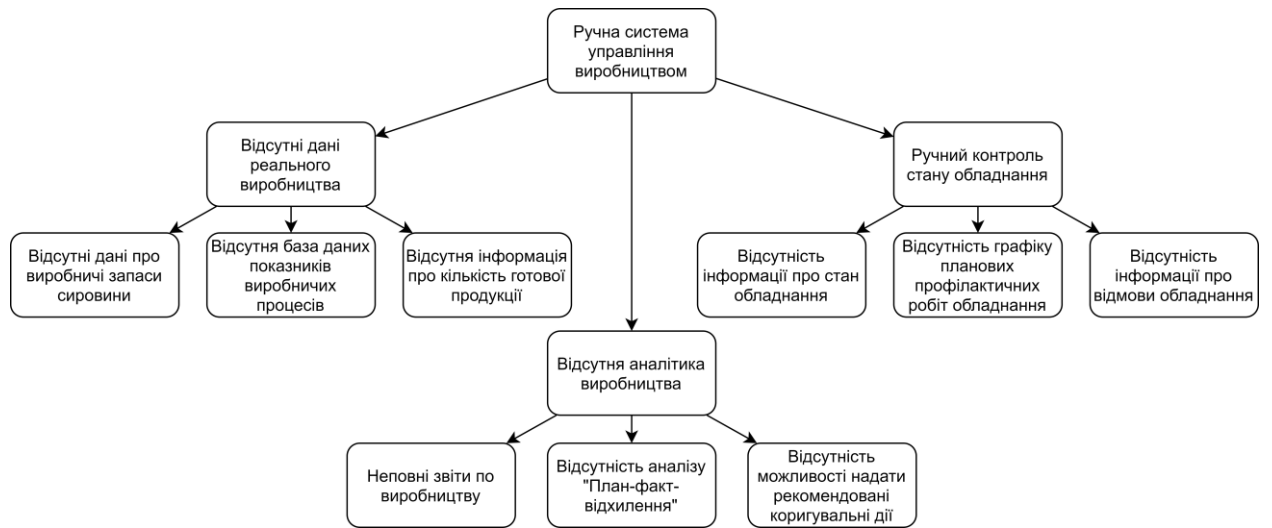 Ручна система
управління
виробництвом
Відсутні дані
реального
виробництва
Ручний контроль
стану обладнання
Відсутні дані про
виробничі запаси
сировини
Відсутня база даних
показників
виробничих
процесів
Відсутня інформація
про кількість готової
продукції
Відсутність
інформації про стан
обладнання
Відсутність графіку
планових
профілактичних
робіт обладнання
Відсутність
інформації про
відмови обладнання
Відсутня аналітика
виробництва
Неповні звіти по
виробництву
Відсутність аналізу
"План-факт-
відхилення"
Відсутність
можливості надати
рекомендовані
коригувальні дії